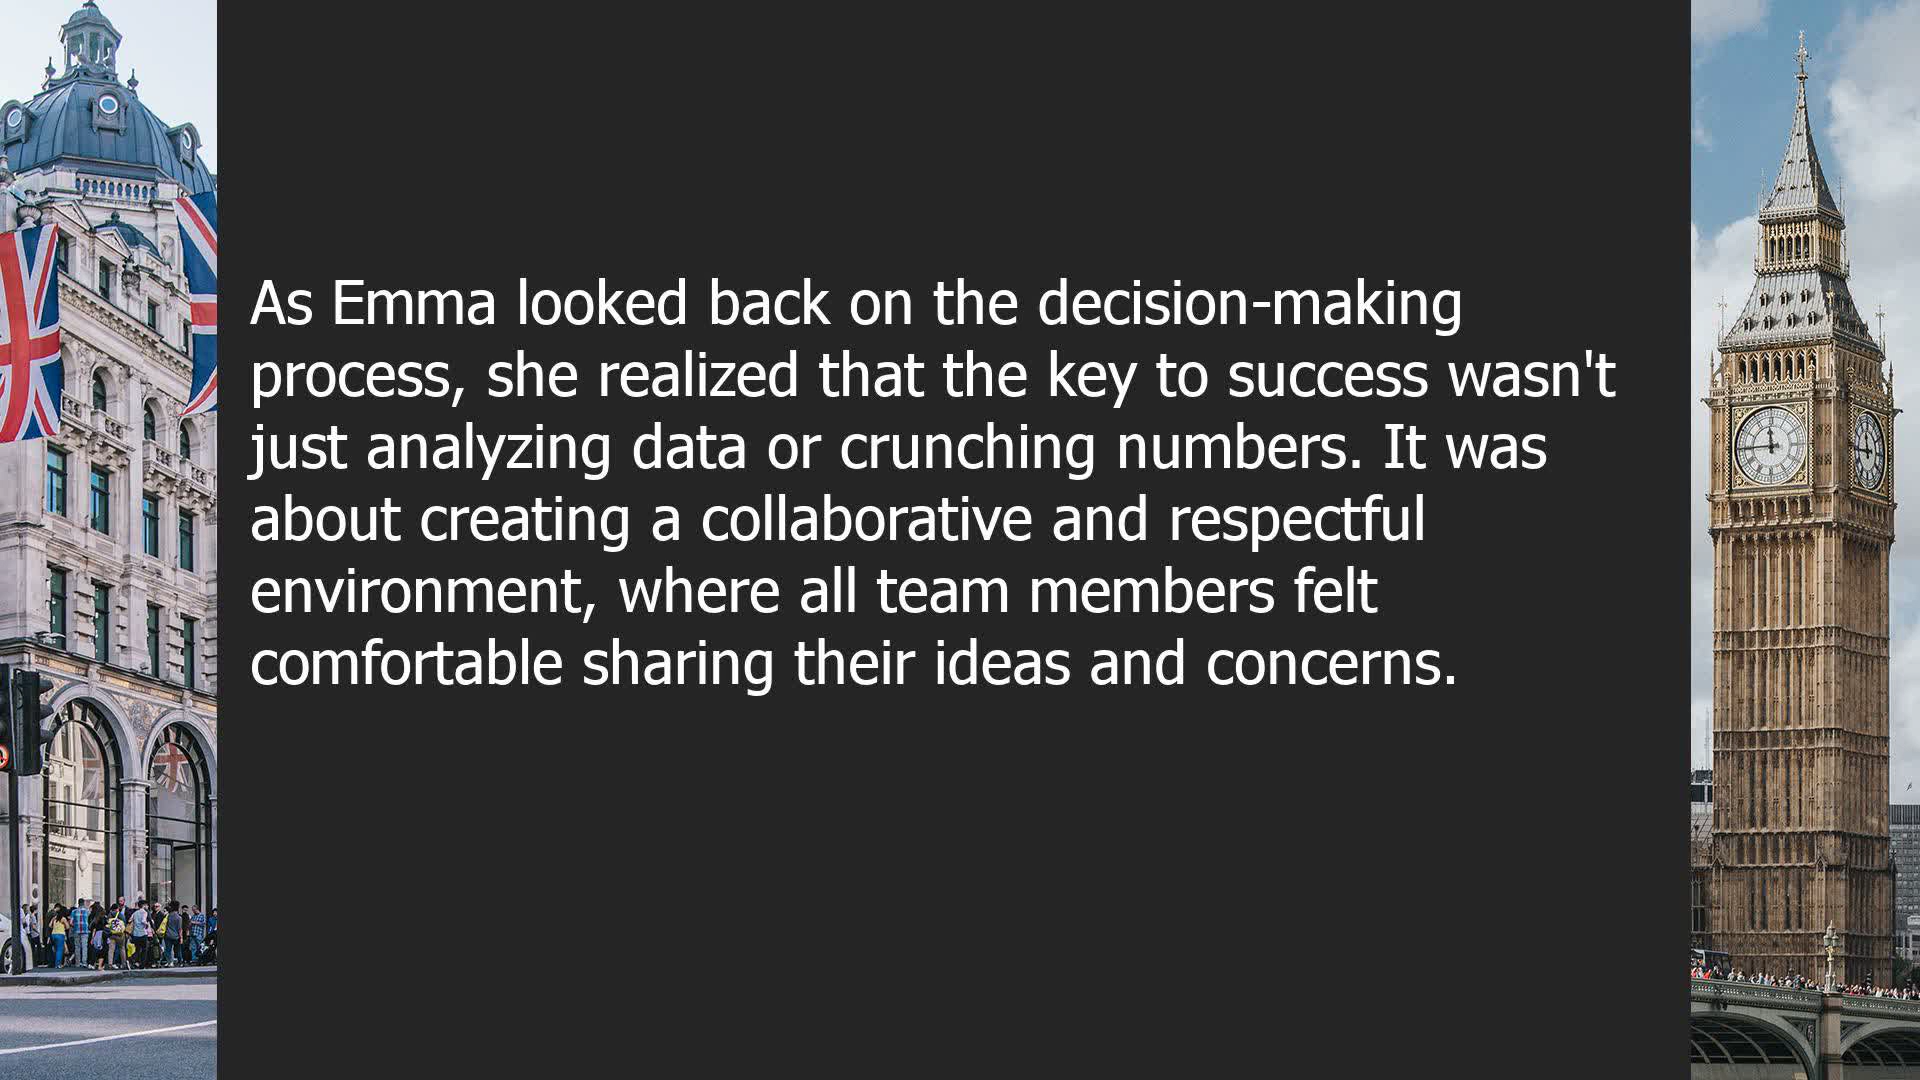 As Emma looked back on the decision-making
process, she realized that the key to success wasn't
just analyzing data or crunching numbers. It was
about creating a collaborative and respectful
environment, where all team members felt
comfortable sharing their ideas and concerns.